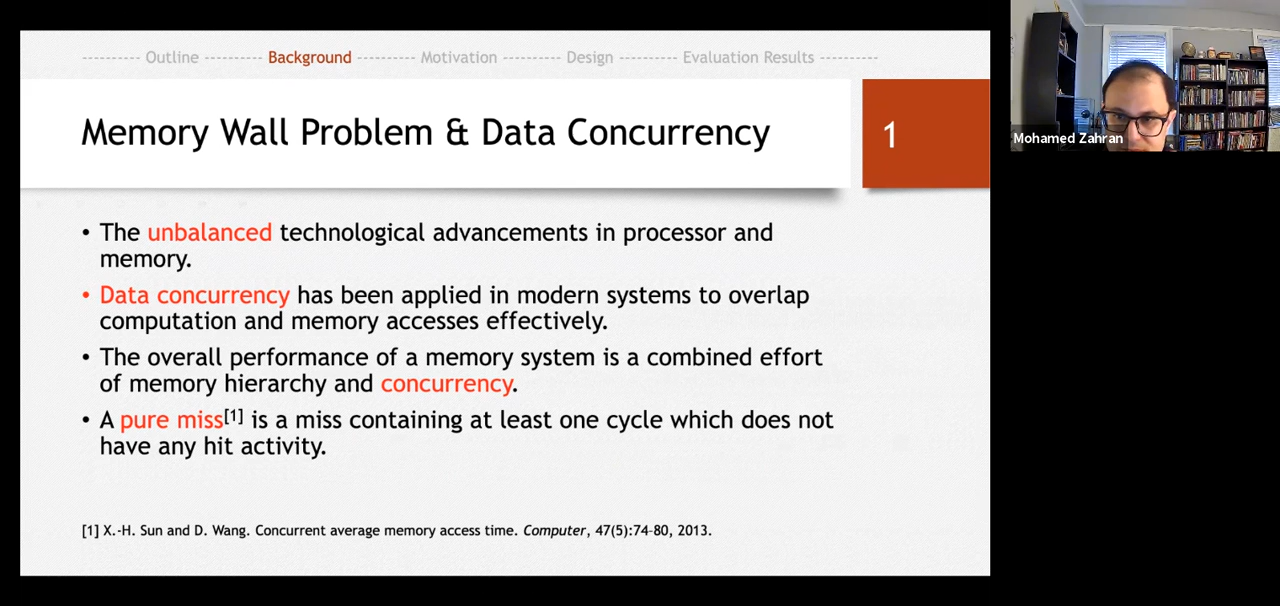 ---------- Outline ---------- Background ---------- Motivation ---------- Design ---------- Evaluation Results ----------
Memory Wall Problem & Data Concurrency
1
• The unbalanced technological advancements in processor and
memory.
• Data concurrency has been applied in modern systems to overlap
computation and memory accesses effectively.
• The overall performance of a memory system is a combined effort
of memory hierarchy and concurrency.
• A pure miss[1] is a miss containing at least one cycle which does not
have any hit activity.
[1] X.-H. Sun and D. Wang. Concurrent average memory access time. Computer, 47(5):74-80, 2013.
Mohamed Zahran